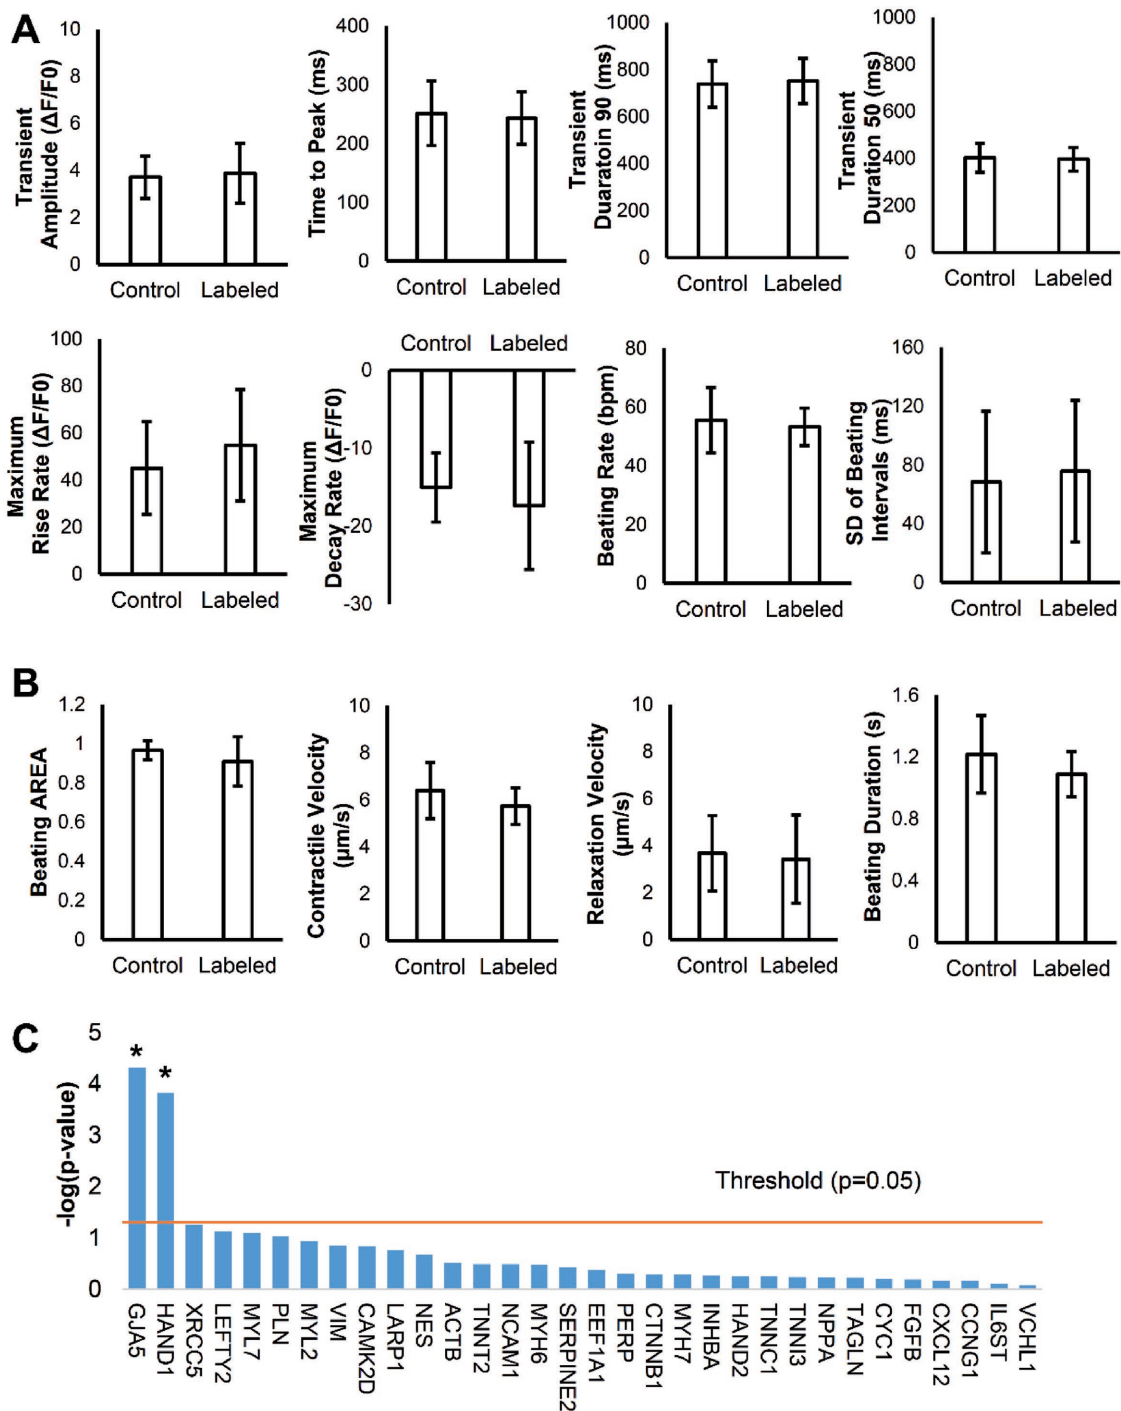 A
Transient
Amplitude (ΔF/F0)
10
8
6
4
2
0
Control Labeled
Time to Peak (ms)
400
300
200
100
0
Control Labeled
Transient
Duaratoin 90 (ms)
1000
800
600
400
200
0
Control Labeled
Transient
Duration 50 (ms)
1000
800
600
400
200
0
Control Labeled
Maximum
Rise Rate (ΔF/F0)
100
80
60
40
20
0
Control Labeled
Maximum
Decay Rate (ΔF/F0)
Control Labeled
0
-10
-20
-30
Beating Rate (bpm)
80
60
40
20
0
Control Labeled
SD of Beating
Intervals (ms)
160
120
80
40
0
Control Labeled
B
Beating AREA
1.2
1
0.8
0.6
0.4
0.2
0
Control Labeled
Contractile Velocity
(μm/s)
10
8
6
4
2
0
Control Labeled
Relaxation Velocity
(μm/s)
10
8
6
4
2
0
Control Labeled
Beating Duration (s)
1.6
1.2
0.8
0.4
0
Control Labeled
C
-log(p-value)
5
4
3
2
1
0
*
*
Threshold (p=0.05)
GJA5
HAND1
XRCC5
LEFTY2
MYL7
PLN
MYL2
VIM
CAMK2D
LARP1
NES
ACTB
TNNT2
NCAM1
MYH6
SERPINE2
EEF1A1
PERP
CTNNB1
MYH7
INHBA
HAND2
TNNC1
TNNI3
NPPA
TAGLN
CYC1
FGFB
CXCL12
CCNG1
IL6ST
VCHL1